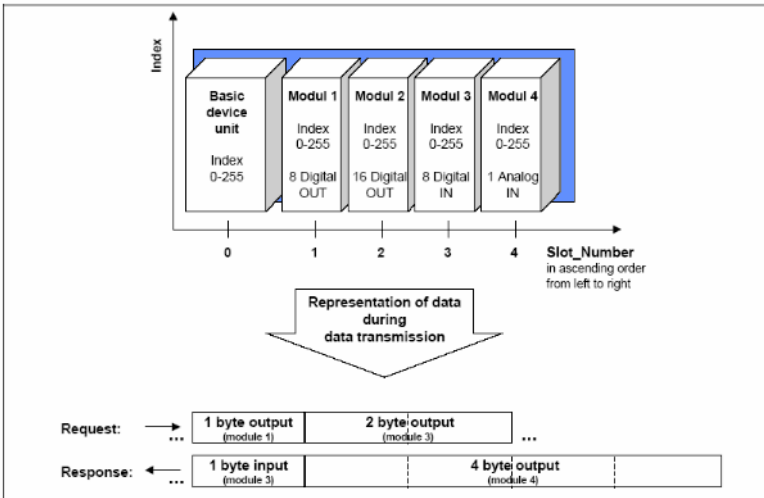 Index
Basic
device
unit
Index
0-255
Modul 1
Index
0-255
8 Digital
OUT
Modul 2
Index
0-255
16 Digital
OUT
Modul 3
Index
0-255
8 Digital
IN
Modul 4
Index
0-255
1 Analog
IN
0 1 2 3 4 Slot_Number
in ascending order
from left to right
Representation of data
during
data transmission
Request: ... 1 byte output 2 byte output ...
(module 1) (module 3)
Response: ... 1 byte input 4 byte output
(module 3) (module 4)